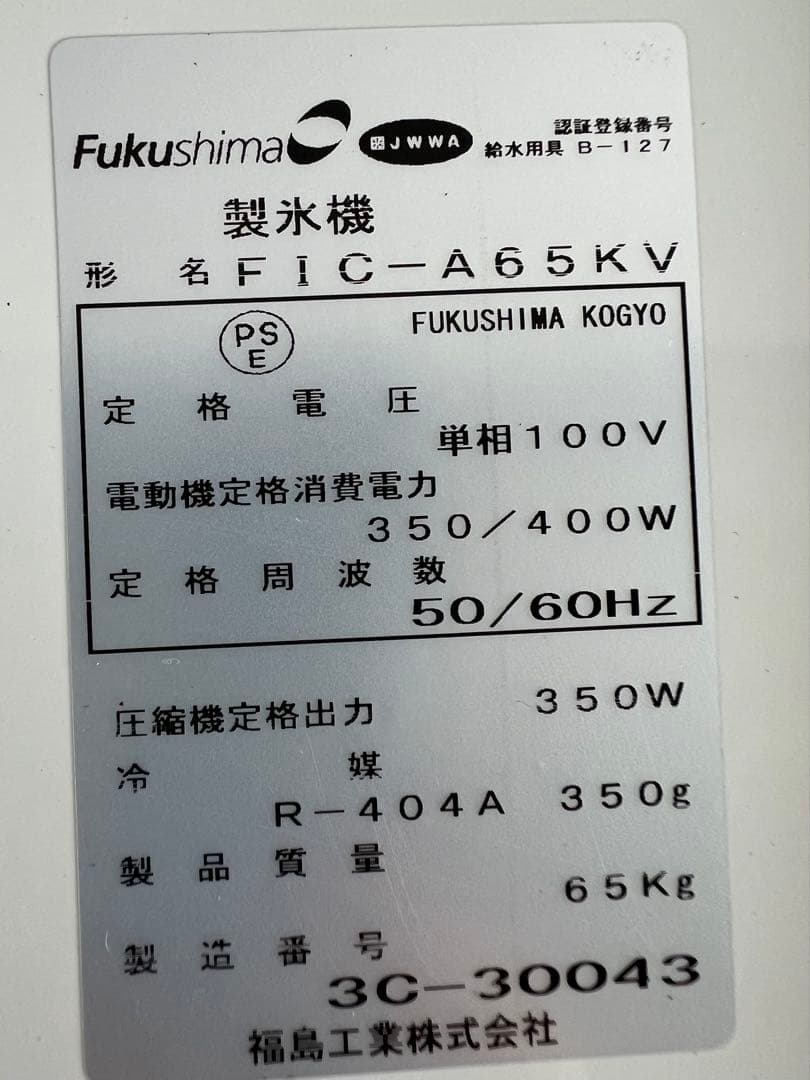 Fukushima JWWA 認証登録番号
給水用具 B-127
製氷機
形名 FIC-A65KV
PSE FUKUSHIMA KOGYO
定格電圧
単相100V
電動機定格消費電力
350/400W
定格周波数
50/60Hz
圧縮機定格出力 350W
冷媒
R-404A 350g
製品質量
65Kg
製造番号
3C-30043
福島工業株式会社